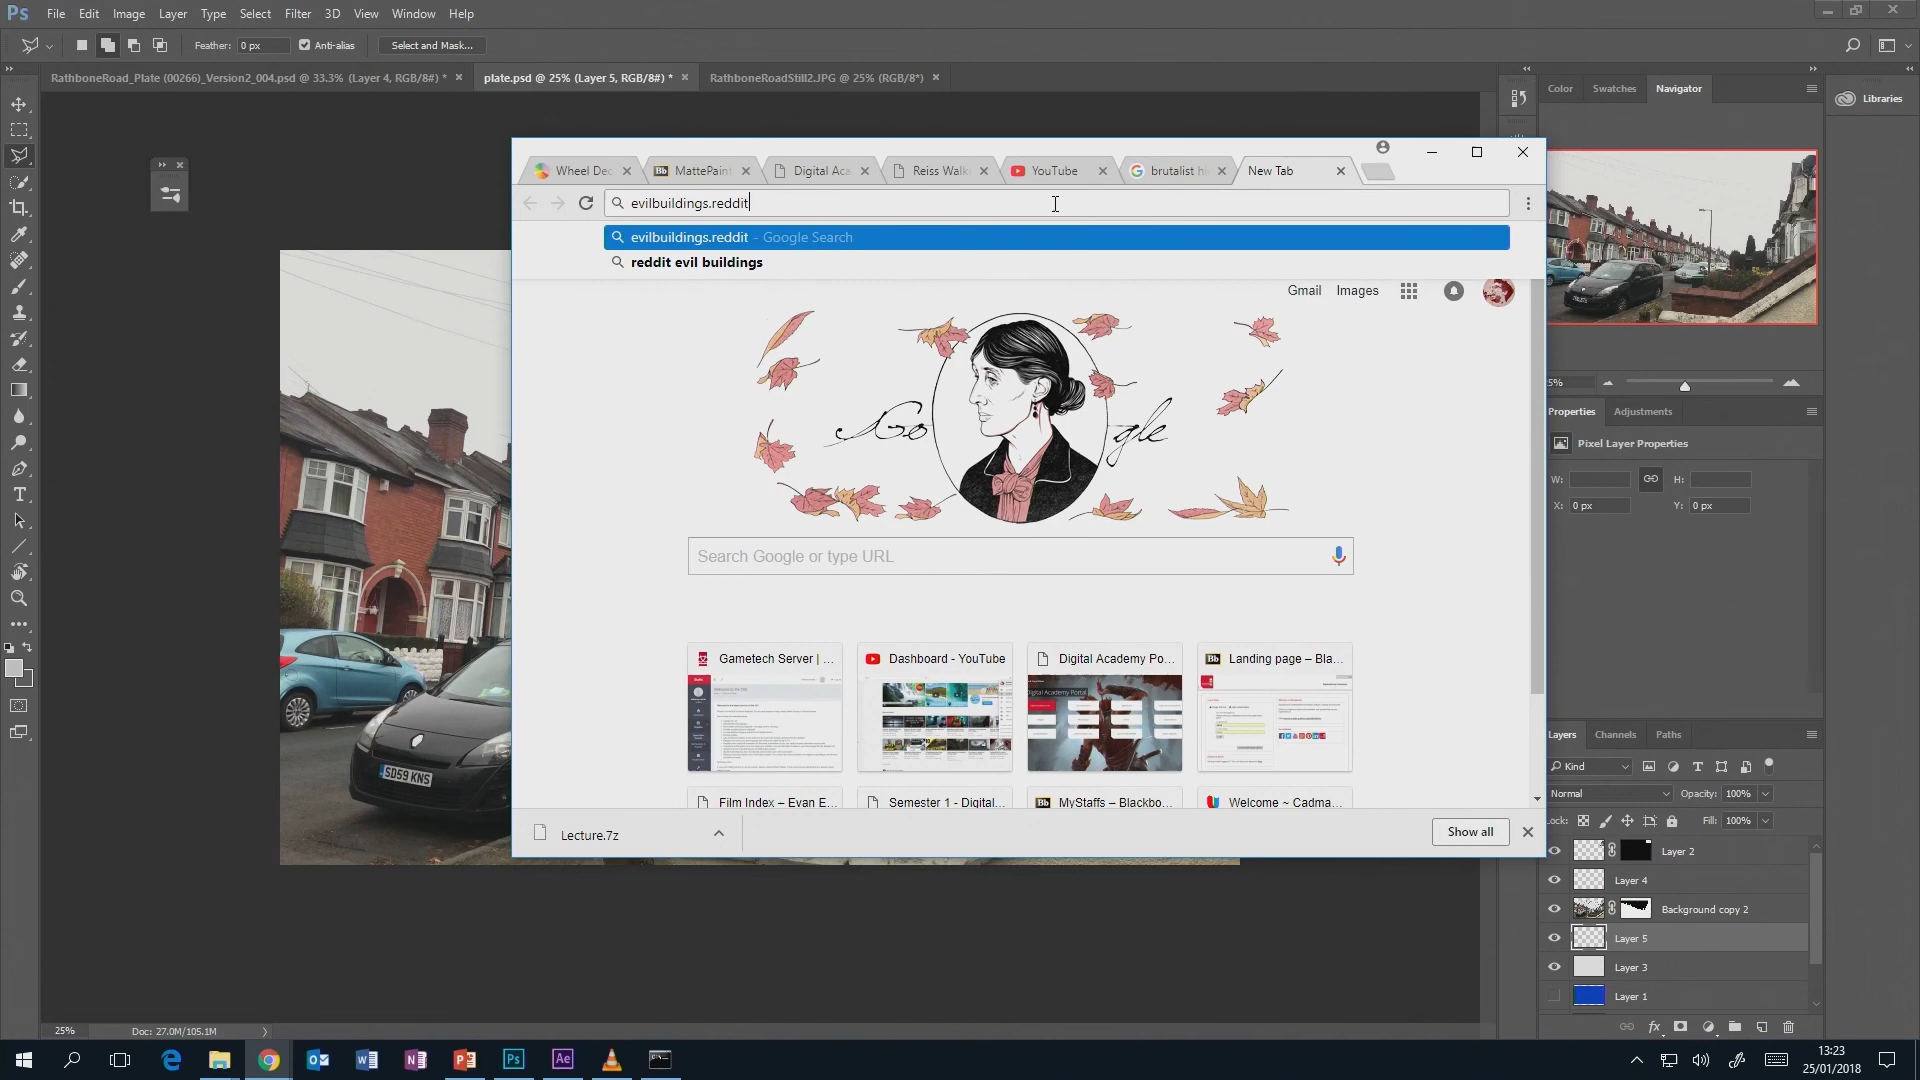 Ps File Edit Image Layer Type Select Filter 3D View Window Help
Feather: 0 px Anti-alias Select and Mask...
RathboneRoad_Plate (00266)_Version2_004.psd @ 33.3% (Layer 4, RGB/8#) * × plate.psd @ 25% (Layer 5, RGB/8#) * × RathboneRoadStill2.JPG @ 25% (RGB/8*) ×
Color Swatches Navigator
Libraries
Wheel Dec MattePaint Digital Aca Reiss Walk YouTube brutalist hi New Tab
evilbuildings.reddit
evilbuildings.reddit - Google Search
reddit evil buildings
Gmail Images
Go gle
Search Google or type URL
5%
Properties Adjustments
Pixel Layer Properties
W: H:
X: 0 px Y: 0 px
Gametech Server | ... Dashboard - YouTube Digital Academy Po... Landing page – Bla...
Digital Academy Portal
SD59 KNS
Film Index – Evan E... Semester 1 - Digital... MyStaffs – Blackbo... Welcome ~ Cadma...
Lecture.7z Show all
Layers Channels Paths
Kind
Normal Opacity: 100%
Lock: Fill: 100%
Layer 2
Layer 4
Background copy 2
Layer 5
Layer 3
Layer 1
25% Doc: 27.0M/105.1M
13:23
25/01/2018